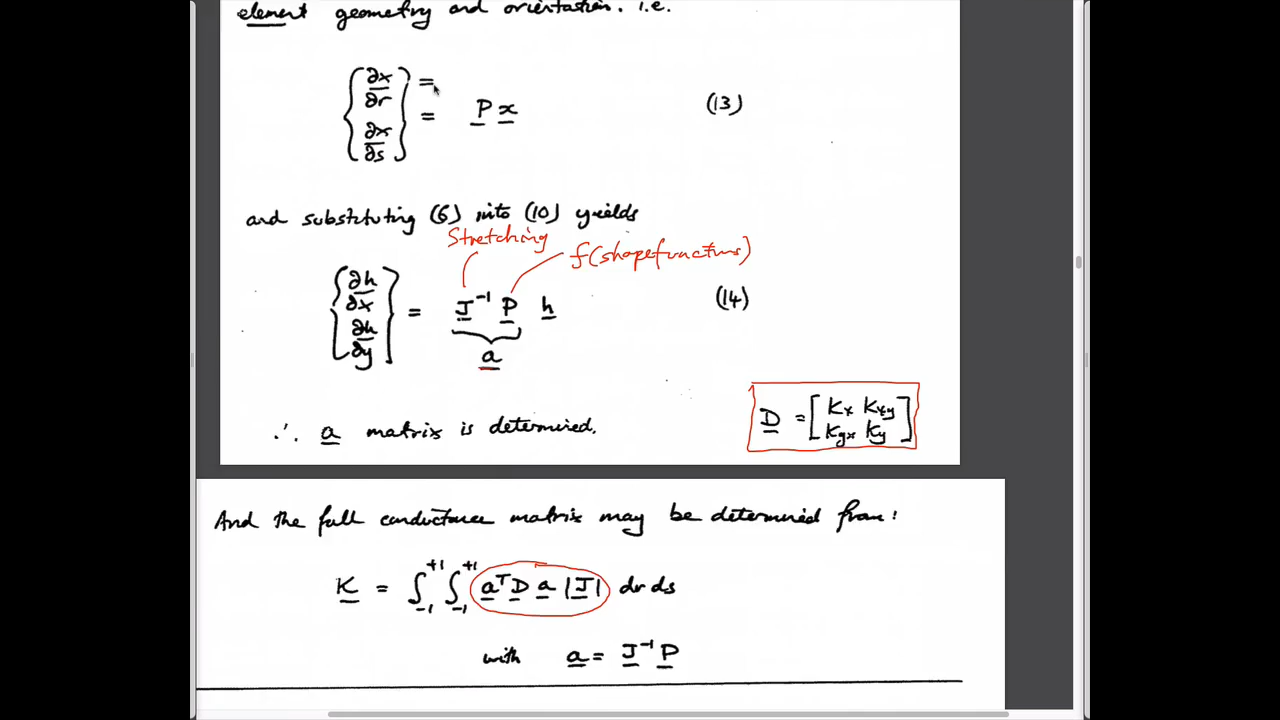 element geometry and orientation. i.e.
{∂x/∂r ∂x/∂s} = = P x (13)
and substituting (6) into (10) yields
Stretching
f(shape functions)
{∂h/∂x ∂h/∂y} = J⁻¹ P h (14)
a
∴ a matrix is determined.
D = [Kx Kxy Kyx Ky]
And the full conductance matrix may be determined from:
K = ∫₋₁⁺¹ ∫₋₁⁺¹ aᵀ D a |J| dr ds
with a = J⁻¹ P